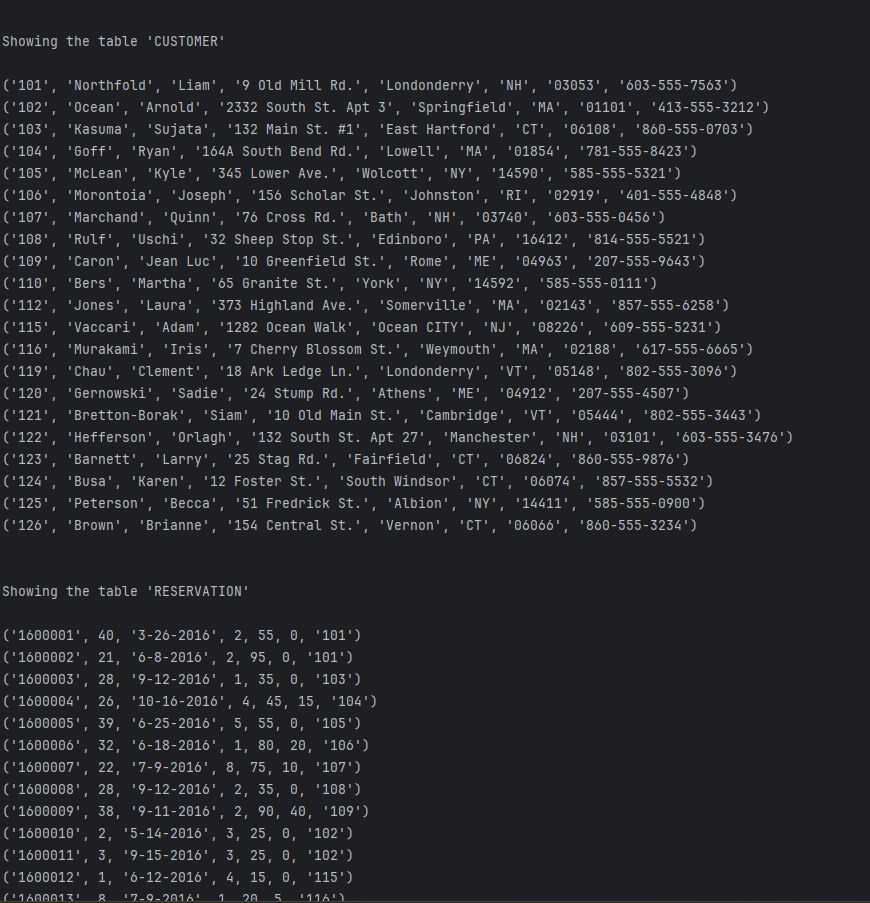 Showing the table 'CUSTOMER'
('101', 'Northfold', 'Liam', '9 Old Mill Rd.', 'Londonderry', 'NH', '03053', '603-555-7563')
('102', 'Ocean', 'Arnold', '2332 South St. Apt 3', 'Springfield', 'MA', '01101', '413-555-3212')
('103', 'Kasuma', 'Sujata', '132 Main St. #1', 'East Hartford', 'CT', '06108', '860-555-0703')
('104', 'Goff', 'Ryan', '164A South Bend Rd.', 'Lowell', 'MA', '01854', '781-555-8423')
('105', 'McLean', 'Kyle', '345 Lower Ave.', 'Wolcott', 'NY', '14590', '585-555-5321')
('106', 'Morontoia', 'Joseph', '156 Scholar St.', 'Johnston', 'RI', '02919', '401-555-4848')
('107', 'Marchand', 'Quinn', '76 Cross Rd.', 'Bath', 'NH', '03740', '603-555-0456')
('108', 'Rulf', 'Uschi', '32 Sheep Stop St.', 'Edinboro', 'PA', '16412', '814-555-5521')
('109', 'Caron', 'Jean Luc', '10 Greenfield St.', 'Rome', 'ME', '04963', '207-555-9643')
('110', 'Bers', 'Martha', '65 Granite St.', 'York', 'NY', '14592', '585-555-0111')
('112', 'Jones', 'Laura', '373 Highland Ave.', 'Somerville', 'MA', '02143', '857-555-6258')
('115', 'Vaccari', 'Adam', '1282 Ocean Walk', 'Ocean CITY', 'NJ', '08226', '609-555-5231')
('116', 'Murakami', 'Iris', '7 Cherry Blossom St.', 'Weymouth', 'MA', '02188', '617-555-6665')
('119', 'Chau', 'Clement', '18 Ark Ledge Ln.', 'Londonderry', 'VT', '05148', '802-555-3096')
('120', 'Gernowski', 'Sadie', '24 Stump Rd.', 'Athens', 'ME', '04912', '207-555-4507')
('121', 'Bretton-Borak', 'Siam', '10 Old Main St.', 'Cambridge', 'VT', '05444', '802-555-3443')
('122', 'Hefferson', 'Orlagh', '132 South St. Apt 27', 'Manchester', 'NH', '03101', '603-555-3476')
('123', 'Barnett', 'Larry', '25 Stag Rd.', 'Fairfield', 'CT', '06824', '860-555-9876')
('124', 'Busa', 'Karen', '12 Foster St.', 'South Windsor', 'CT', '06074', '857-555-5532')
('125', 'Peterson', 'Becca', '51 Fredrick St.', 'Albion', 'NY', '14411', '585-555-0900')
('126', 'Brown', 'Brianne', '154 Central St.', 'Vernon', 'CT', '06066', '860-555-3234')
Showing the table 'RESERVATION'
('1600001', 40, '3-26-2016', 2, 55, 0, '101')
('1600002', 21, '6-8-2016', 2, 95, 0, '101')
('1600003', 28, '9-12-2016', 1, 35, 0, '103')
('1600004', 26, '10-16-2016', 4, 45, 15, '104')
('1600005', 39, '6-25-2016', 5, 55, 0, '105')
('1600006', 32, '6-18-2016', 1, 80, 20, '106')
('1600007', 22, '7-9-2016', 8, 75, 10, '107')
('1600008', 28, '9-12-2016', 2, 35, 0, '108')
('1600009', 38, '9-11-2016', 2, 90, 40, '109')
('1600010', 2, '5-14-2016', 3, 25, 0, '102')
('1600011', 3, '9-15-2016', 3, 25, 0, '102')
('1600012', 1, '6-12-2016', 4, 15, 0, '115')
('1600013', 8, '7-9-2016', 1, 20, 5, '116')